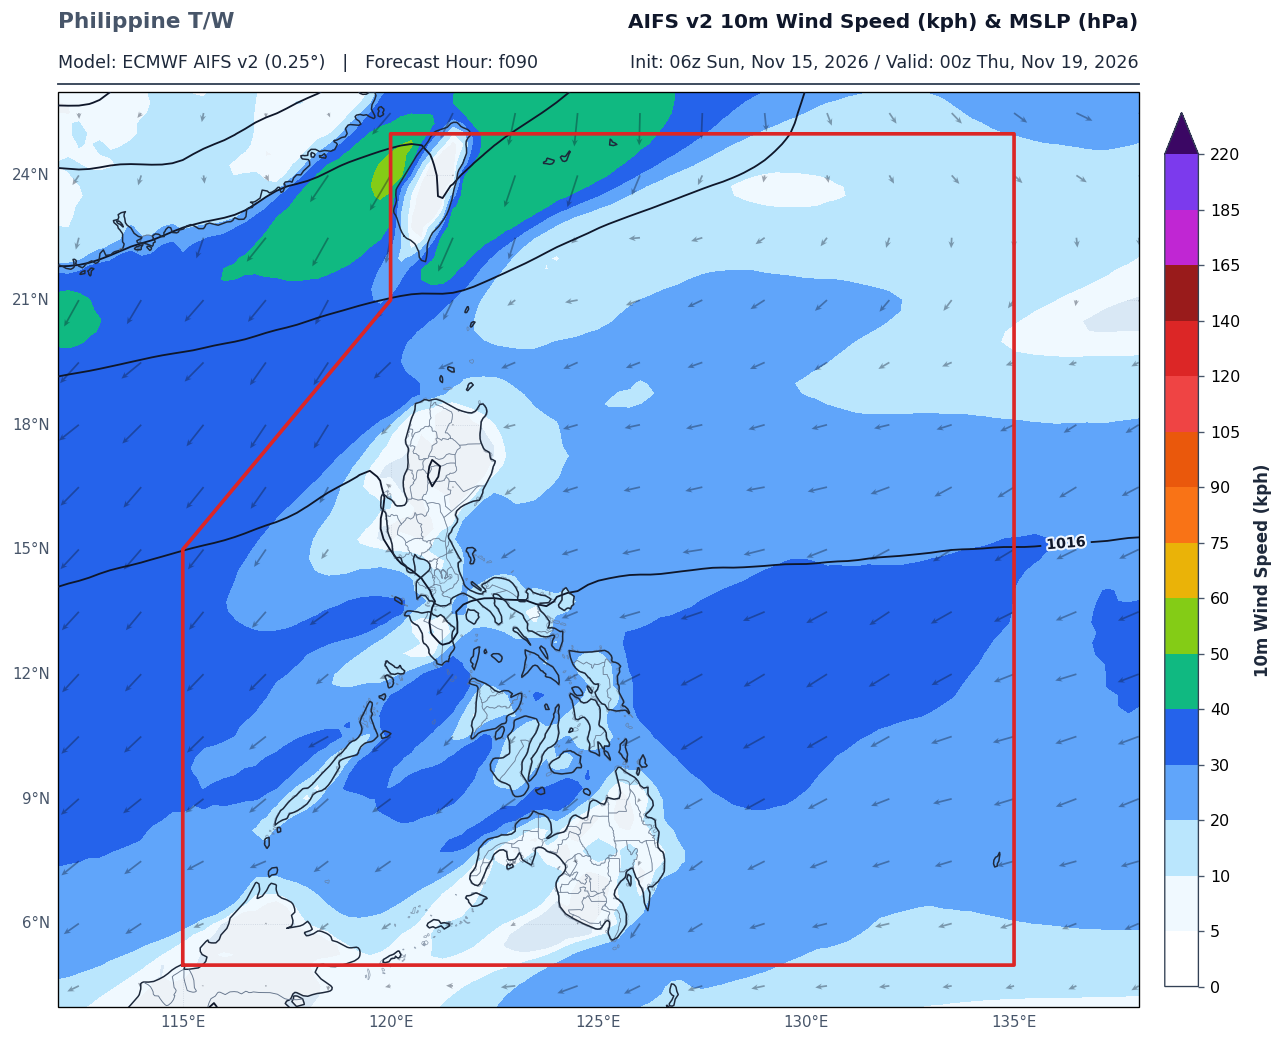 Philippine T/W
AIFS v2 10m Wind Speed (kph) & MSLP (hPa)
Model: ECMWF AIFS v2 (0.25°) | Forecast Hour: f090
Init: 06z Sun, Nov 15, 2026 / Valid: 00z Thu, Nov 19, 2026
24°N
21°N
18°N
15°N
12°N
9°N
6°N
1016
115°E
120°E
125°E
130°E
135°E
220
185
165
140
120
105
90
75
60
50
40
30
20
10
5
0
10m Wind Speed (kph)